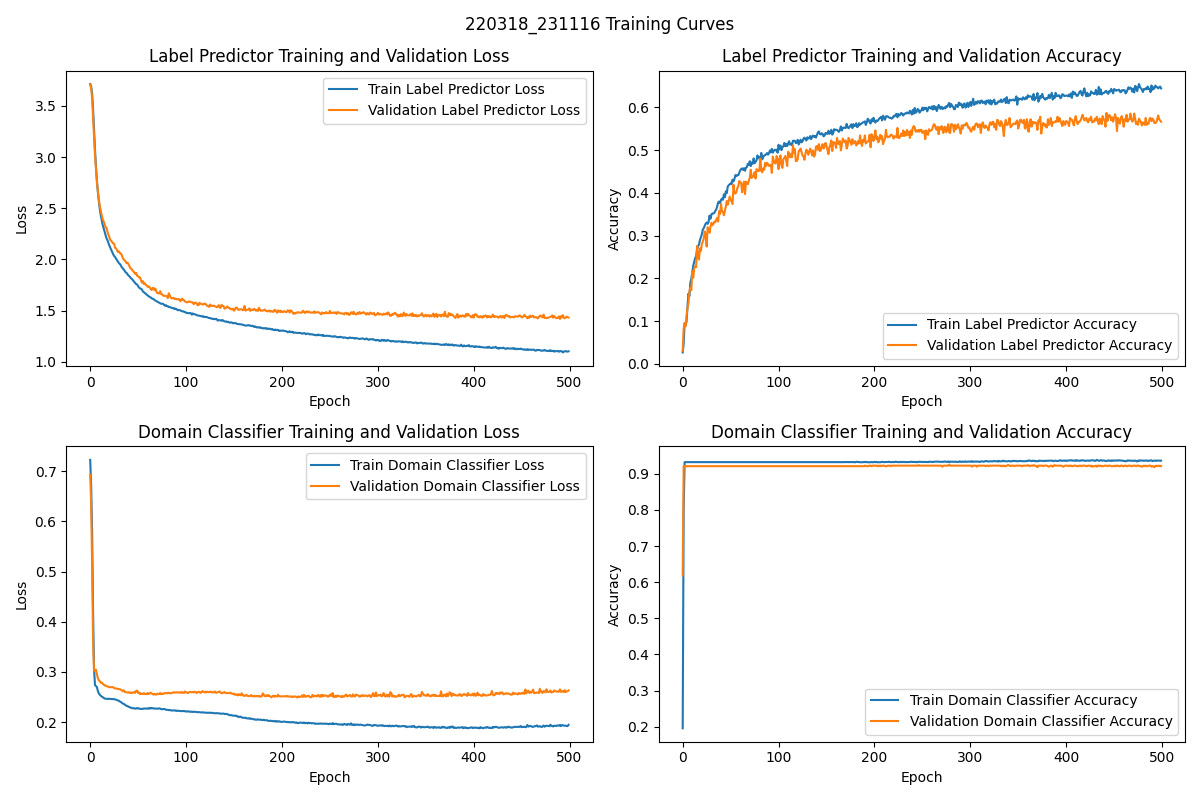 220318_231116 Training Curves
Label Predictor Training and Validation Loss
Train Label Predictor Loss
Validation Label Predictor Loss
Loss
3.5
3.0
2.5
2.0
1.5
1.0
0 100 200 300 400 500
Epoch
Label Predictor Training and Validation Accuracy
Train Label Predictor Accuracy
Validation Label Predictor Accuracy
Accuracy
0.6
0.5
0.4
0.3
0.2
0.1
0.0
0 100 200 300 400 500
Epoch
Domain Classifier Training and Validation Loss
Train Domain Classifier Loss
Validation Domain Classifier Loss
Loss
0.7
0.6
0.5
0.4
0.3
0.2
0 100 200 300 400 500
Epoch
Domain Classifier Training and Validation Accuracy
Train Domain Classifier Accuracy
Validation Domain Classifier Accuracy
Accuracy
0.9
0.8
0.7
0.6
0.5
0.4
0.3
0.2
0 100 200 300 400 500
Epoch